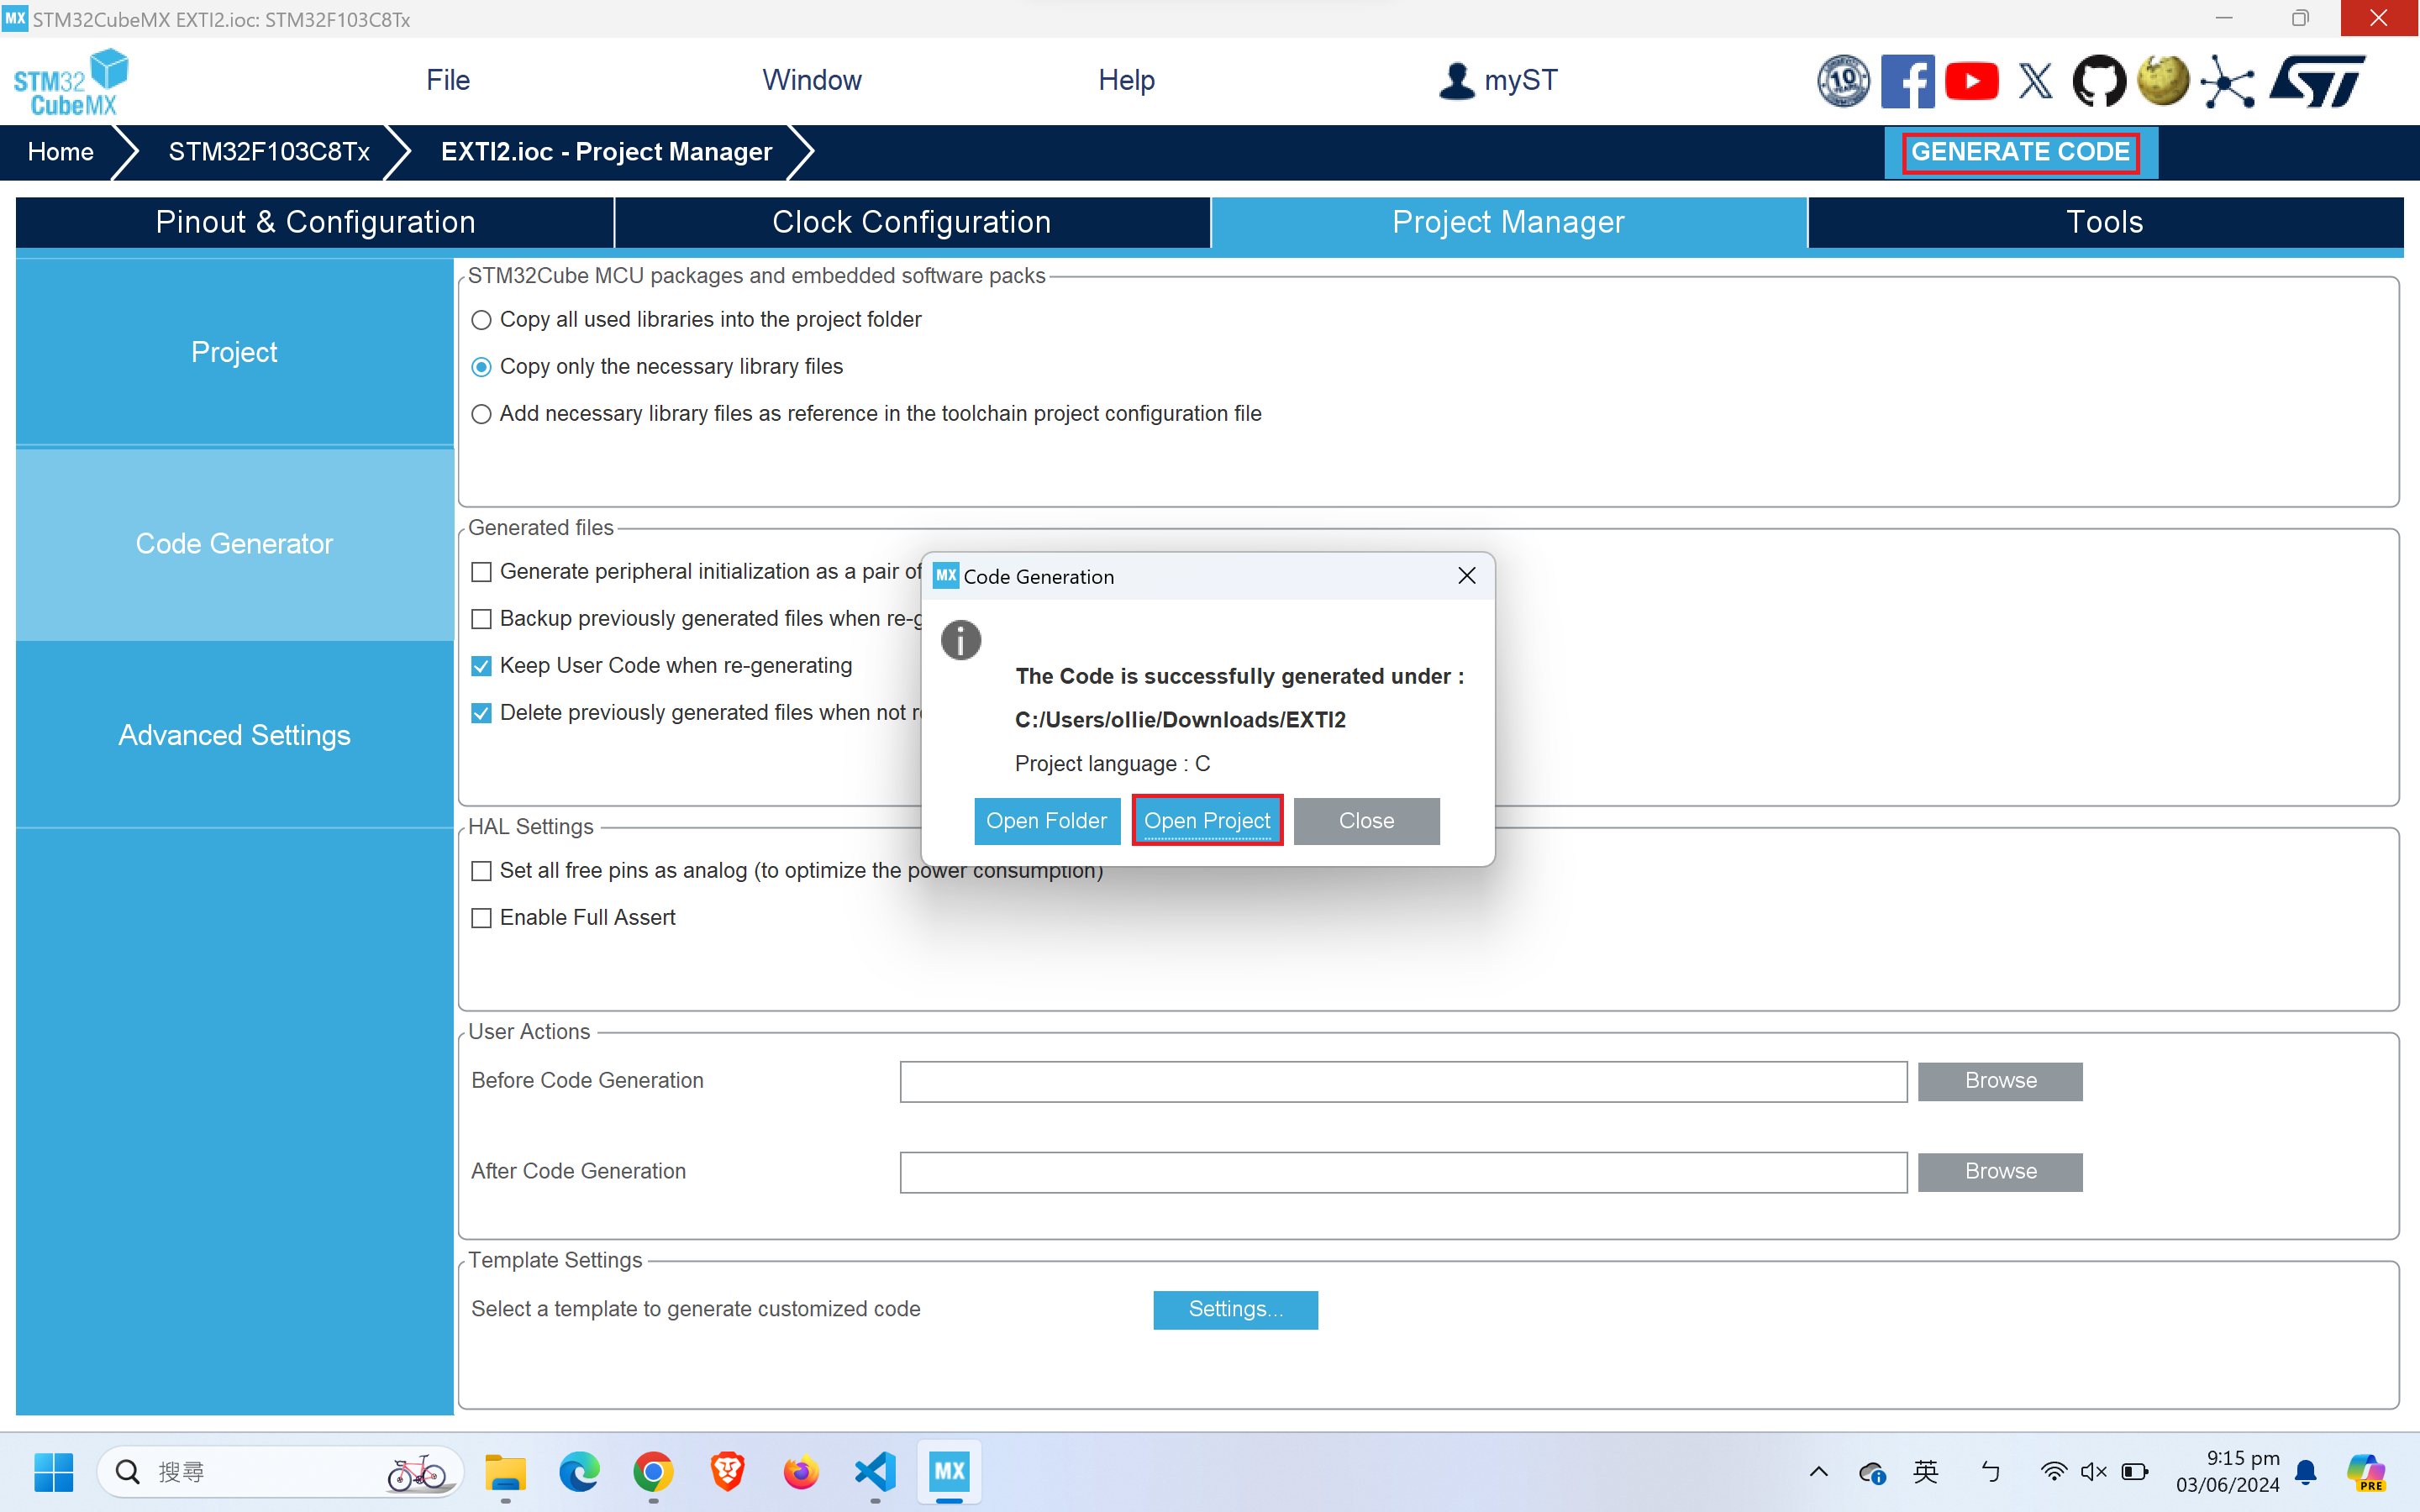 MX STM32CubeMX EXTI2.ioc: STM32F103C8Tx
STM32
CubeMX
File
Window
Help
myST
10
YEARS
ST
Home
STM32F103C8Tx
EXTI2.ioc - Project Manager
GENERATE CODE
Pinout & Configuration
Clock Configuration
Project Manager
Tools
Project
Code Generator
Advanced Settings
STM32Cube MCU packages and embedded software packs
Copy all used libraries into the project folder
Copy only the necessary library files
Add necessary library files as reference in the toolchain project configuration file
Generated files
Generate peripheral initialization as a pair of
Backup previously generated files when re-g
Keep User Code when re-generating
Delete previously generated files when not r
MX Code Generation
The Code is successfully generated under :
C:/Users/ollie/Downloads/EXTI2
Project language : C
Open Folder
Open Project
Close
HAL Settings
Set all free pins as analog (to optimize the power consumption)
Enable Full Assert
User Actions
Before Code Generation
Browse
After Code Generation
Browse
Template Settings
Select a template to generate customized code
Settings...
搜尋
MX
英
ㄅ
9:15 pm
03/06/2024
PRE